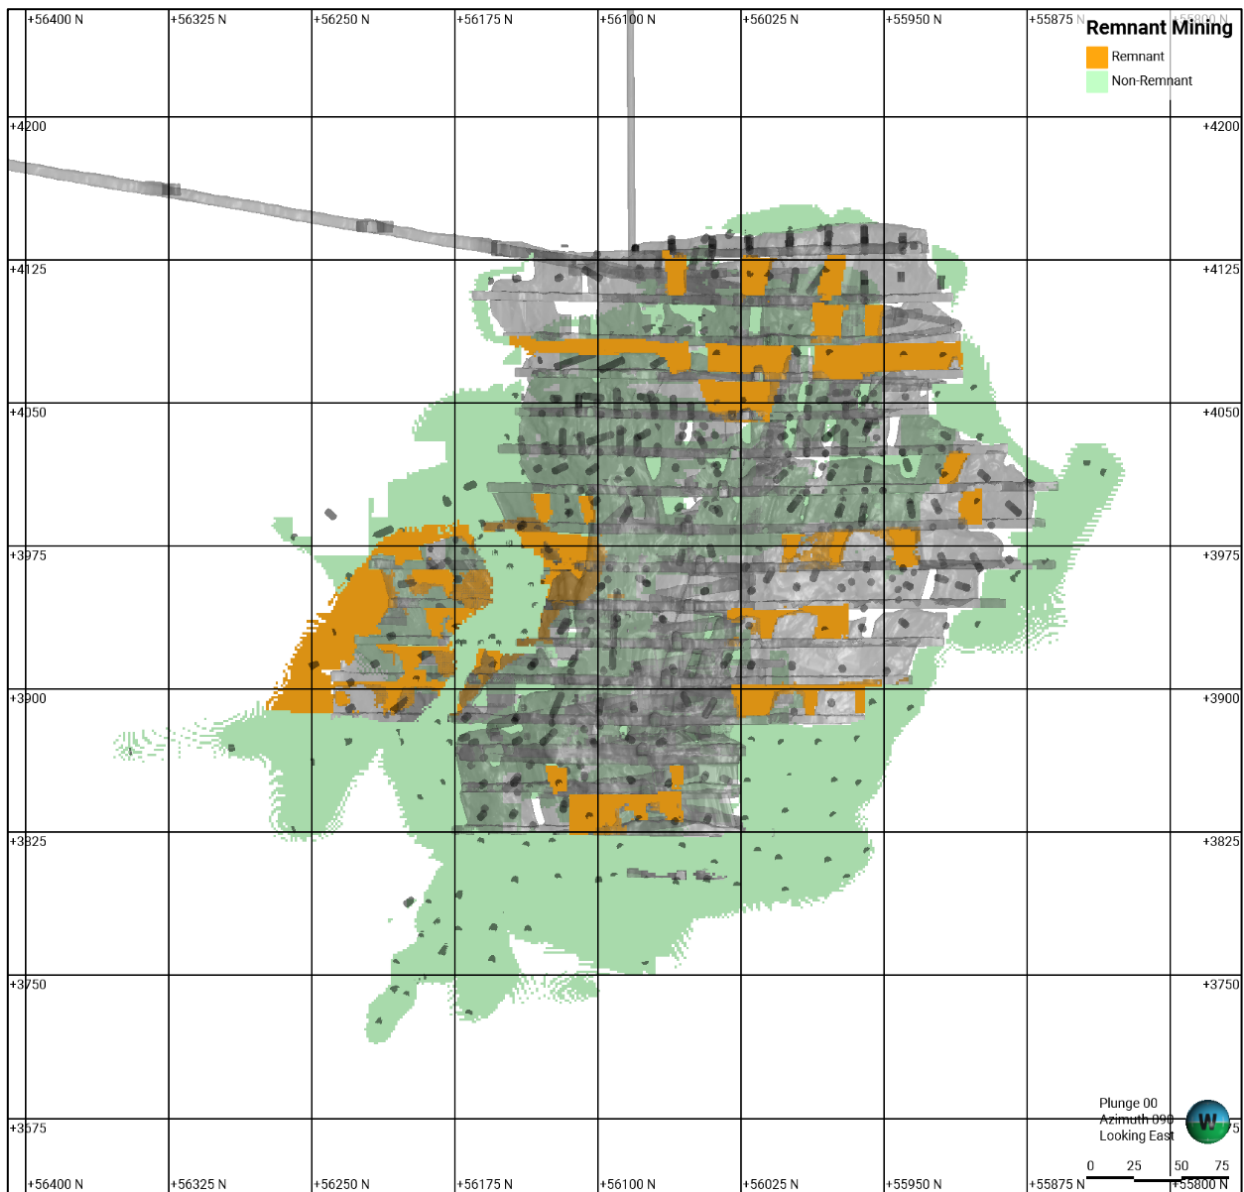 +56400 N +56325 N +56250 N +56175 N +56100 N +56025 N +55950 N +55875 N +55800 N
Remnant Mining
Remnant
Non-Remnant
+4200 +4200
+4125 +4125
+4050 +4050
+3975 +3975
+3900 +3900
+3825 +3825
+3750 +3750
Plunge 00
+3675 Azimuth 090 W
Looking East
0 25 50 75
+56400 N +56325 N +56250 N +56175 N +56100 N +56025 N +55950 N +55875 N +55800 N